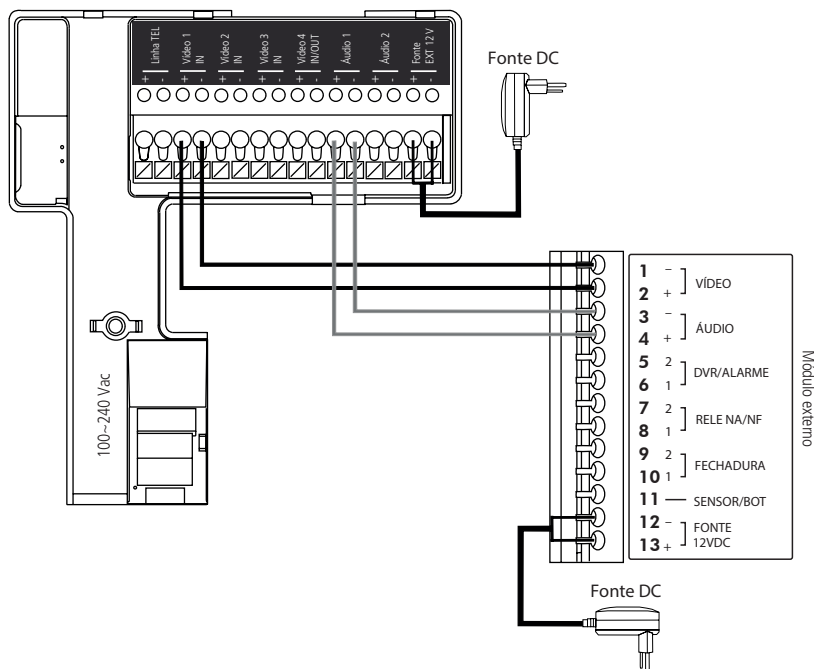 Linha TEL
+ -
Vídeo 1
IN
+ -
Vídeo 2
IN
+ -
Vídeo 3
IN
+ -
Vídeo 4
IN/OUT
+ -
Áudio 1
+ -
Áudio 2
+ -
Fonte
EXT 12 V
+ -
Fonte DC
100~240 Vac
1 –
2 +
VÍDEO
3 –
4 +
ÁUDIO
5 2
6 1
DVR/ALARME
7 2
8 1
RELE NA/NF
9 2
10 1
FECHADURA
11 — SENSOR/BOT
12 –
13 +
FONTE
12VDC
Módulo externo
Fonte DC